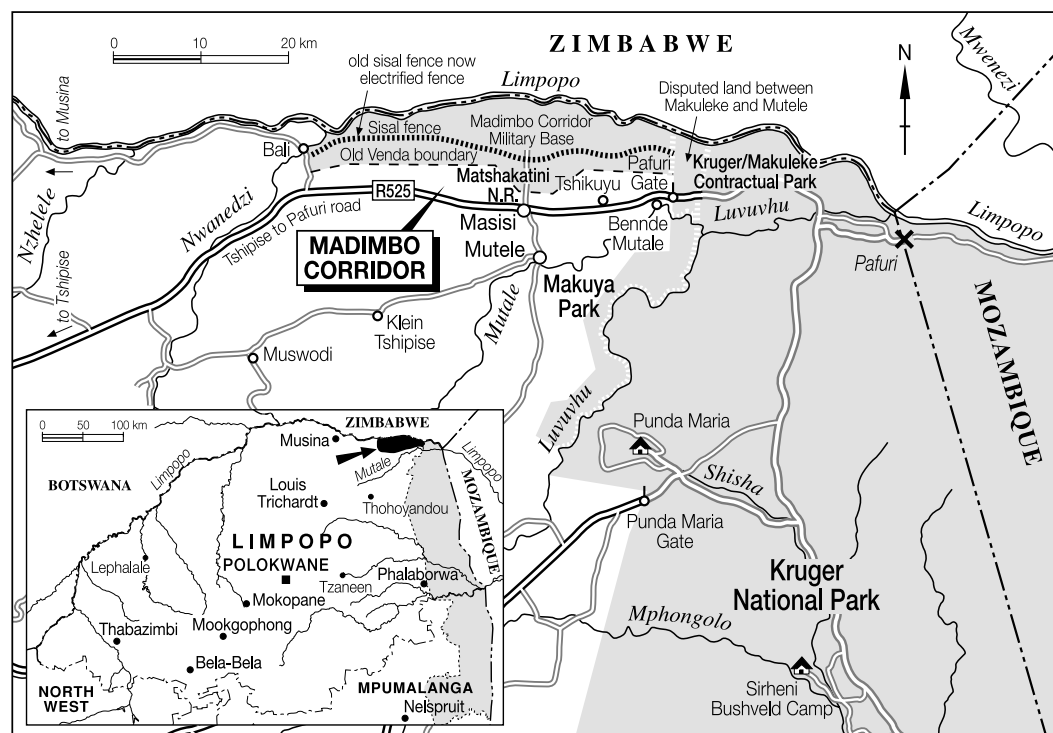 0 10 20 km
ZIMBABWE
N
Mwenezi
old sisal fence now
electrified fence
Limpopo
Disputed land between
Makuleke and Mutele
to Musina
Sisal fence
Madimbo Corridor
Military Base
Bali
Old Venda boundary
Pafuri
Gate
Kruger/Makuleke
Contractual Park
Matshakatini
N.R.
Tshikuyu
R525
Nzhelele
Nwanedzi
Tshipise to Pafuri road
Masisi
Bennde
Mutale
Luvuvhu
Limpopo
MADIMBO
CORRIDOR
Mutele
Pafuri
to Tshipise
Makuya
Park
Mutale
MOZAMBIQUE
Klein
Tshipise
Muswodi
Luvuvhu
Punda Maria
Shisha
Punda Maria
Gate
Kruger
National Park
Mphongolo
Sirheni
Bushveld Camp
0 50 100 km
ZIMBABWE
Musina
Limpopo
Mutale
Limpopo
BOTSWANA
Louis
Trichardt
Thohoyandou
MOZAMBIQUE
LIMPOPO
POLOKWANE
Lephalale
Tzaneen
Phalaborwa
Mokopane
Thabazimbi
Mookgophong
Bela-Bela
NORTH
WEST
MPUMALANGA
Nelspruit